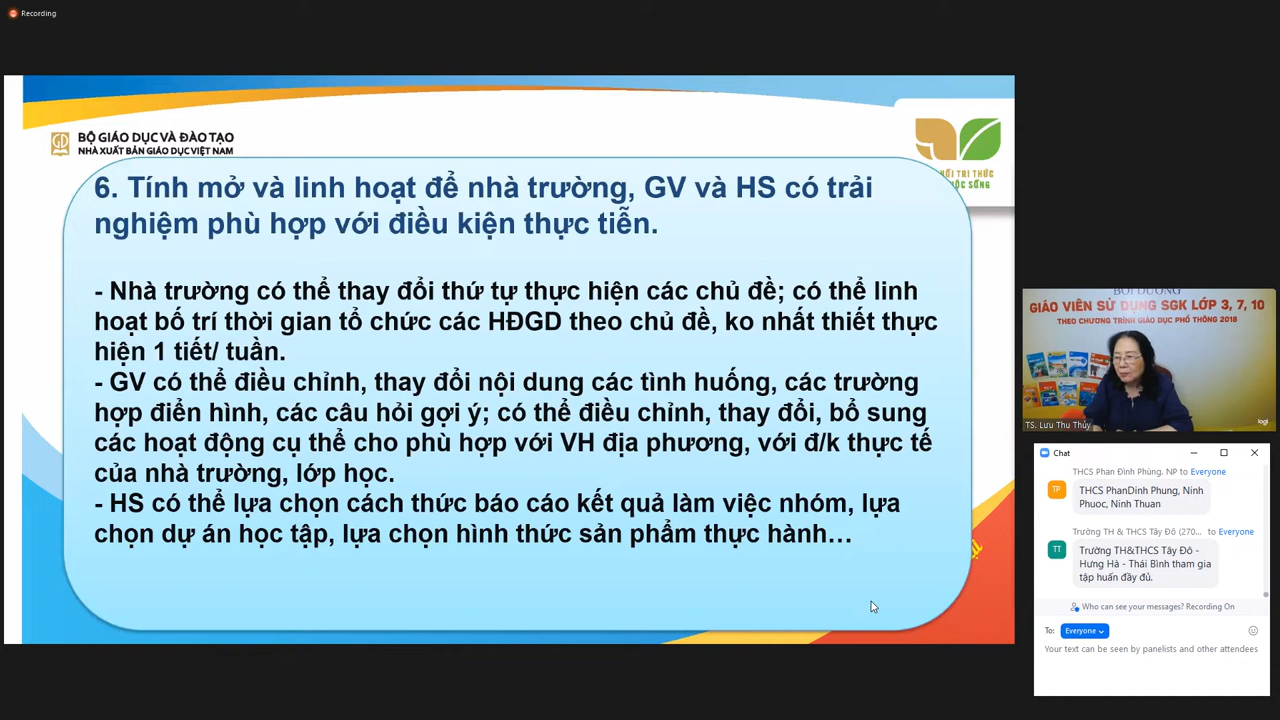 Recording
BỘ GIÁO DỤC VÀ ĐÀO TẠO
NHÀ XUẤT BẢN GIÁO DỤC VIỆT NAM
NỐI TRI THỨC
UỘC SỐNG
6. Tính mở và linh hoạt để nhà trường, GV và HS có trải
nghiệm phù hợp với điều kiện thực tiễn.
- Nhà trường có thể thay đổi thứ tự thực hiện các chủ đề; có thể linh
hoạt bố trí thời gian tổ chức các HĐGD theo chủ đề, ko nhất thiết thực
hiện 1 tiết/ tuần.
- GV có thể điều chỉnh, thay đổi nội dung các tình huống, các trường
hợp điển hình, các câu hỏi gợi ý; có thể điều chỉnh, thay đổi, bổ sung
các hoạt động cụ thể cho phù hợp với VH địa phương, với đ/k thực tế
của nhà trường, lớp học.
- HS có thể lựa chọn cách thức báo cáo kết quả làm việc nhóm, lựa
chọn dự án học tập, lựa chọn hình thức sản phẩm thực hành…
BỒI DƯỠNG
GIÁO VIÊN SỬ DỤNG SGK LỚP 3, 7, 10
THEO CHƯƠNG TRÌNH GIÁO DỤC PHỔ THÔNG 2018
TS. Lưu Thu Thủy
logi
Chat
THCS Phan Đình Phùng. NP to Everyone
TP
THCS PhanDinh Phung, Ninh
Phuoc, Ninh Thuan
Trường TH & THCS Tây Đô (270... to Everyone
TT
Trường TH&THCS Tây Đô -
Hưng Hà - Thái Bình tham gia
tập huấn đầy đủ.
Who can see your messages? Recording On
To: Everyone
Your text can be seen by panelists and other attendees